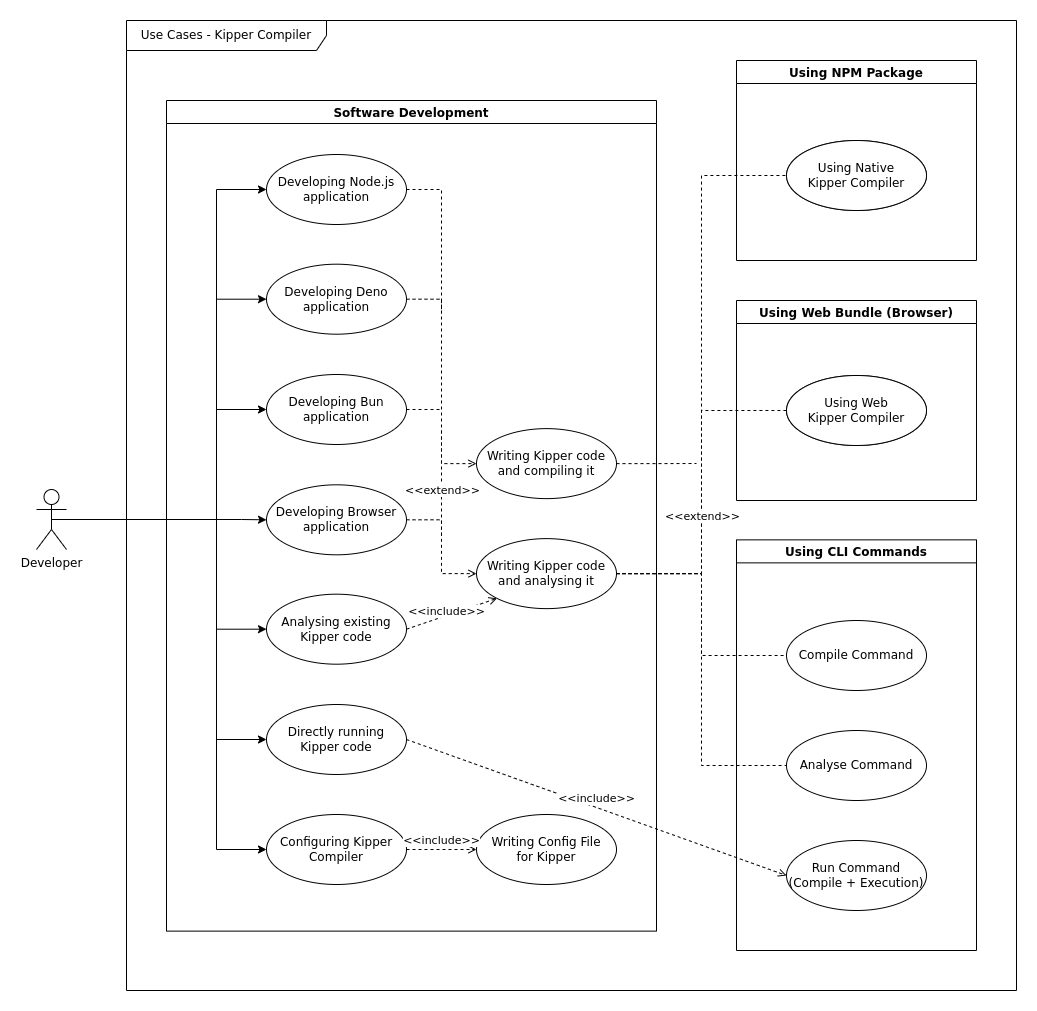 Use Cases - Kipper Compiler
Software Development
Developing Node.js
application
Developing Deno
application
Developing Bun
application
Developing Browser
application
Analysing existing
Kipper code
Directly running
Kipper code
Configuring Kipper
Compiler
Developer
<<extend>>
<<include>>
<<include>>
<<include>>
Writing Kipper code
and compiling it
Writing Kipper code
and analysing it
Writing Config File
for Kipper
<<extend>>
Using NPM Package
Using Native
Kipper Compiler
Using Web Bundle (Browser)
Using Web
Kipper Compiler
Using CLI Commands
Compile Command
Analyse Command
Run Command
(Compile + Execution)